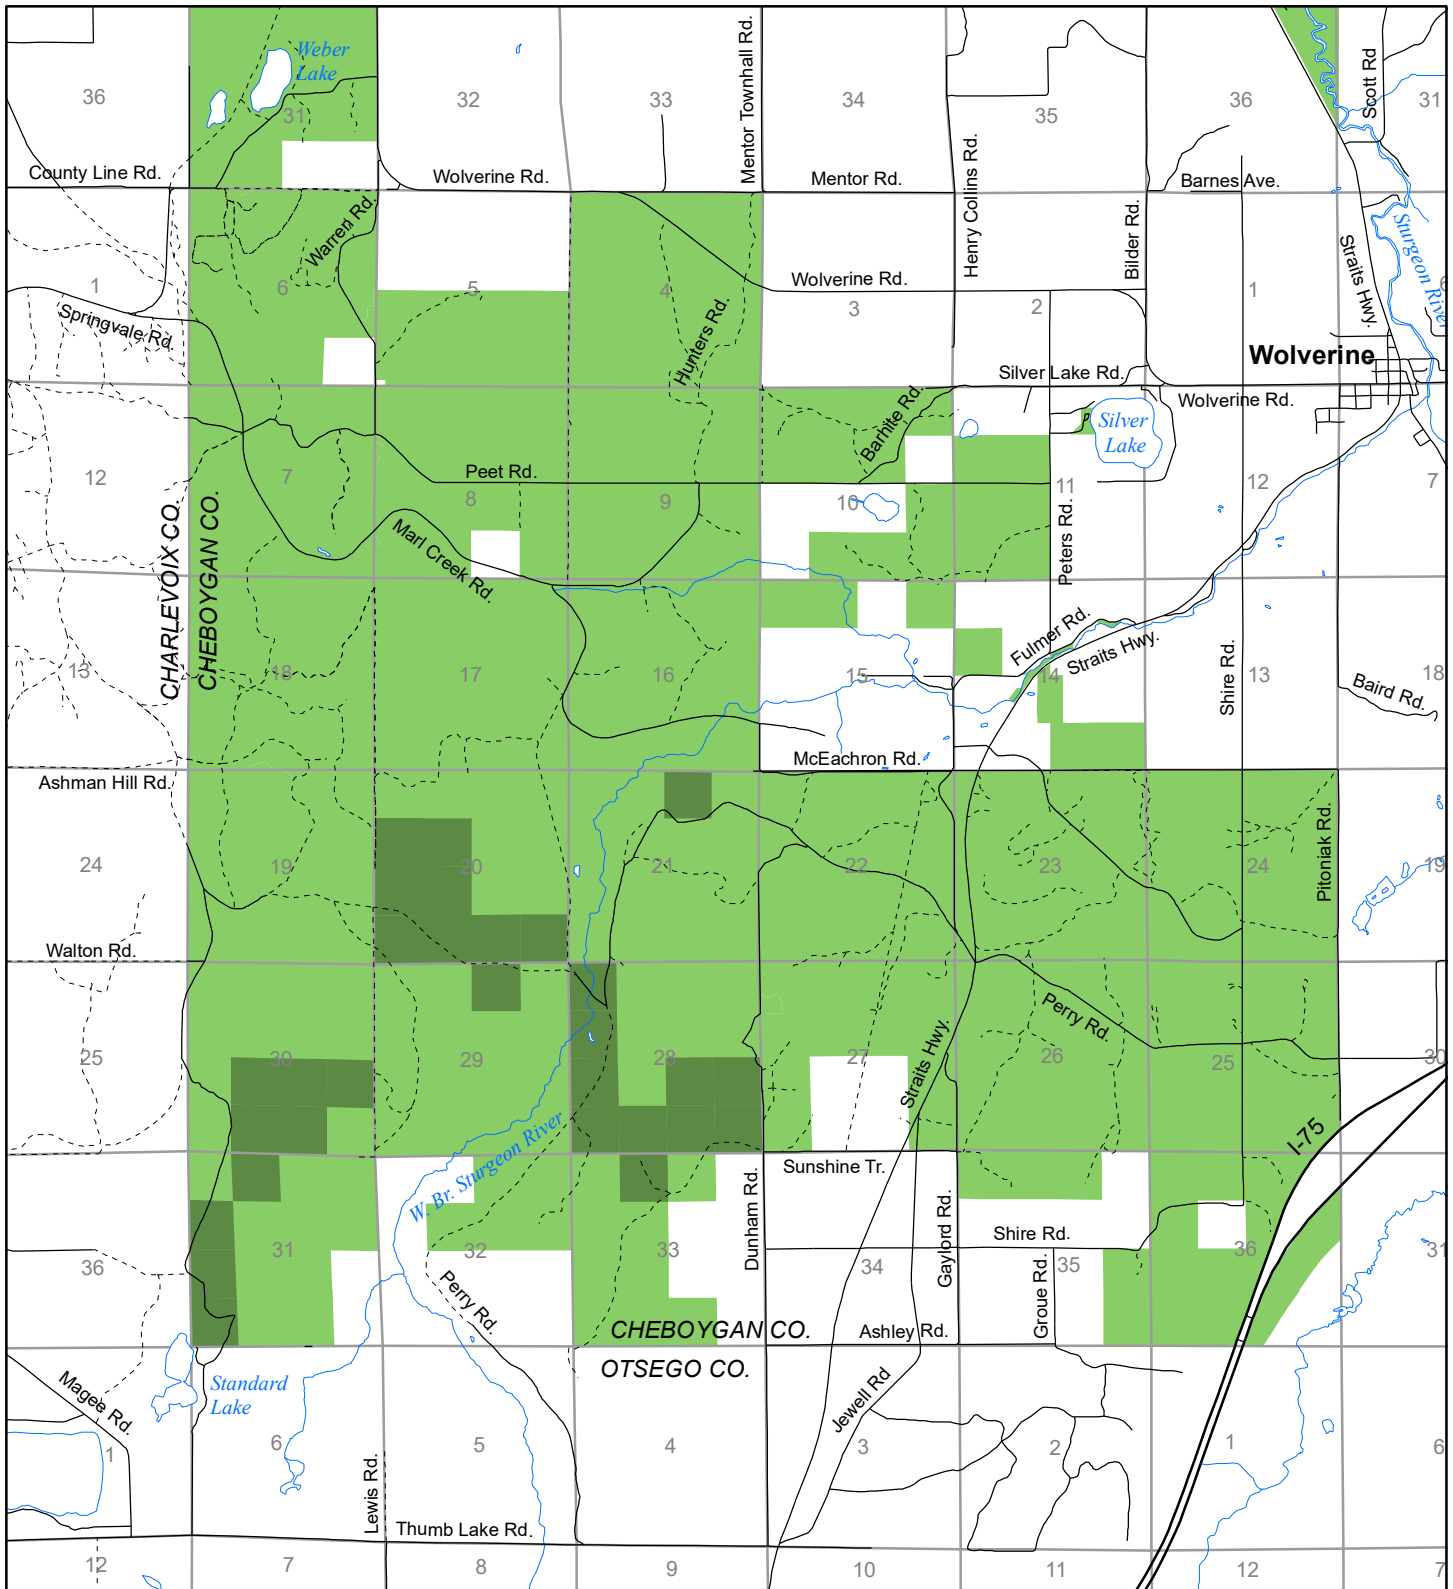 Weber
Lake
36
31
32
33
Mentor Townhall Rd.
34
35
36
Scott Rd
31
County Line Rd.
Wolverine Rd.
Mentor Rd.
Henry Collins Rd.
Barnes Ave.
Bilder Rd.
Sturgeon River
Straits Hwy.
Warren Rd.
1
6
5
4
Wolverine Rd.
3
2
1
6
Springvale Rd.
Hunters Rd.
Wolverine
Silver Lake Rd.
Wolverine Rd.
Barhite Rd.
Silver
Lake
12
7
Peet Rd.
8
9
10
11
12
7
CHARLEVOIX CO.
CHEBOYGAN CO.
Marl Creek Rd.
Peters Rd.
Fulmer Rd.
Straits Hwy.
Shire Rd.
13
18
17
16
15
14
13
18
Baird Rd.
McEachron Rd.
Ashman Hill Rd.
Pitoniak Rd.
24
19
20
21
22
23
24
19
Walton Rd.
Perry Rd.
Straits Hwy.
25
30
29
28
27
26
25
30
I-75
W. Br. Sturgeon River
Sunshine Tr.
Dunham Rd.
Gaylord Rd.
Shire Rd.
36
31
32
33
34
35
36
31
Perry Rd.
Groue Rd.
CHEBOYGAN CO.
Ashley Rd.
OTSEGO CO.
Standard
Lake
Magee Rd.
Jewell Rd
1
6
5
4
3
2
1
6
Lewis Rd.
Thumb Lake Rd.
12
7
8
9
10
11
12
7